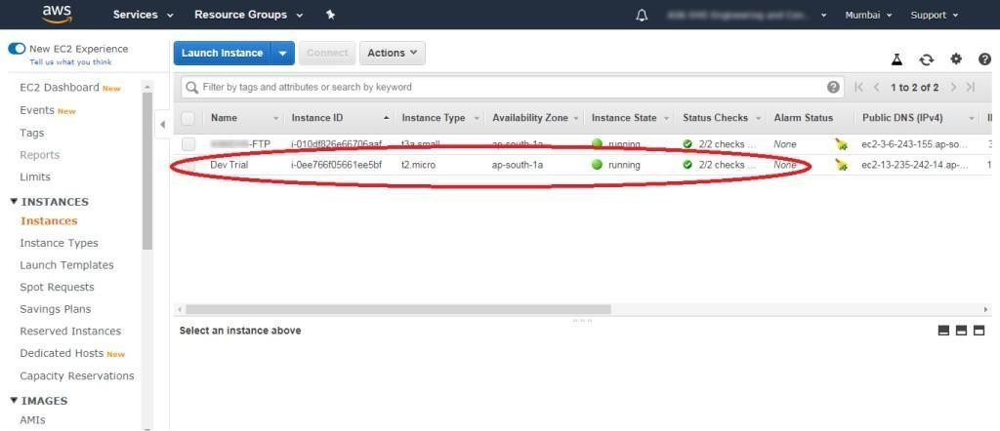 aws Services Resource Groups Mumbai Support
New EC2 Experience
Tell us what you think
EC2 Dashboard New
Events New
Tags
Reports
Limits
INSTANCES
Instances
Instance Types
Launch Templates
Spot Requests
Savings Plans
Reserved Instances
Dedicated Hosts New
Capacity Reservations
IMAGES
AMIs
Launch Instance Connect Actions
Filter by tags and attributes or search by keyword 1 to 2 of 2
Name Instance ID Instance Type Availability Zone Instance State Status Checks Alarm Status Public DNS (IPv4)
-FTP i-010df826e66706aaf t3a.small ap-south-1a running 2/2 checks ... None ec2-3-6-243-155.ap-so...
Dev Trial i-0ee766f05661ee5bf t2.micro ap-south-1a running 2/2 checks ... None ec2-13-235-242-14.ap-...
Select an instance above